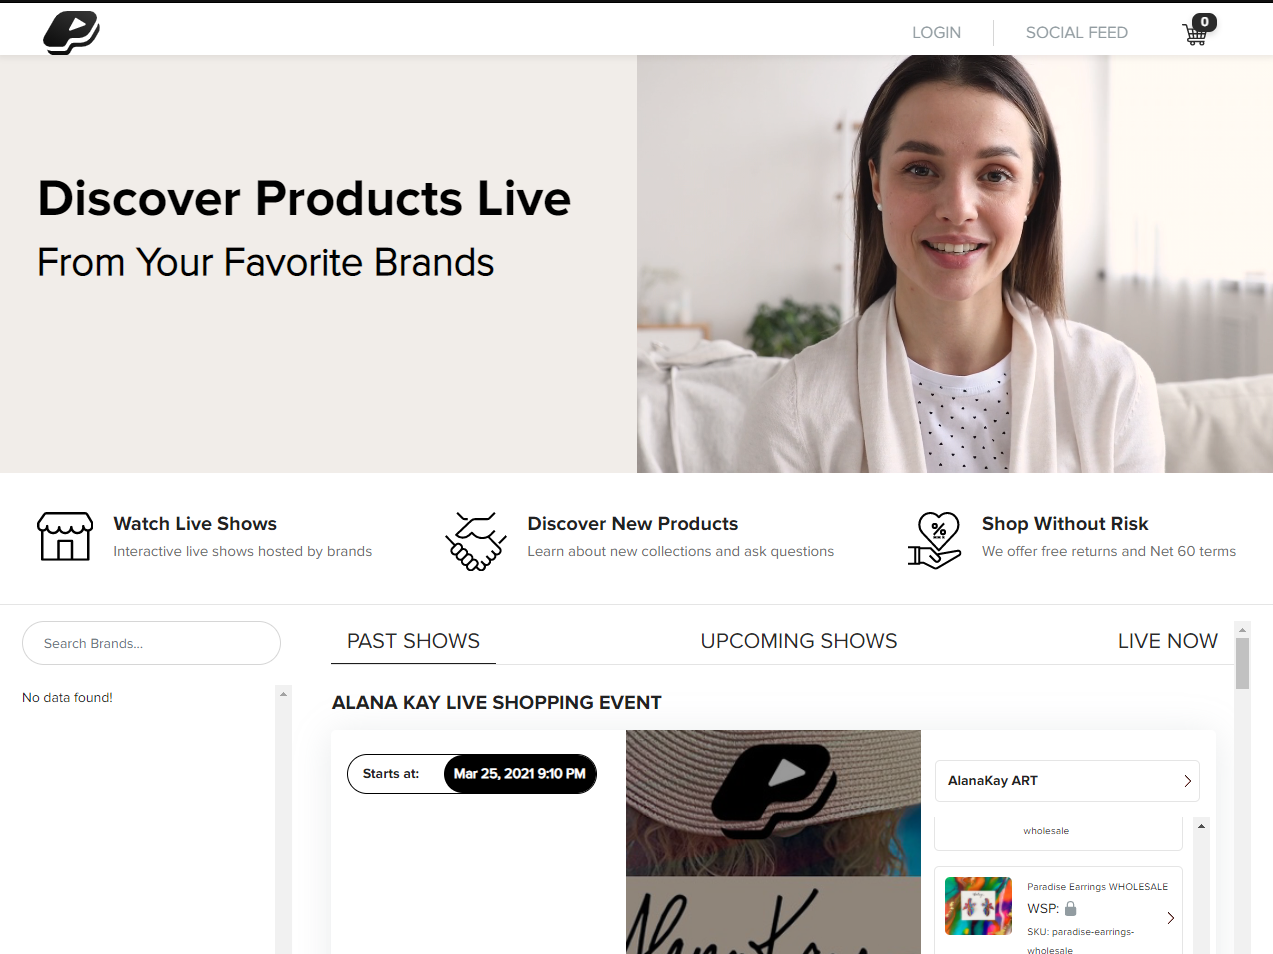 LOGIN
SOCIAL FEED
0
Discover Products Live
From Your Favorite Brands
Watch Live Shows
Interactive live shows hosted by brands
Discover New Products
Learn about new collections and ask questions
%
Shop Without Risk
We offer free returns and Net 60 terms
Search Brands...
No data found!
PAST SHOWS
UPCOMING SHOWS
LIVE NOW
ALANA KAY LIVE SHOPPING EVENT
Starts at:
Mar 25, 2021 9:10 PM
AlanaKay ART
wholesale
Paradise Earrings WHOLESALE
WSP:
SKU: paradise-earrings-
wholesale